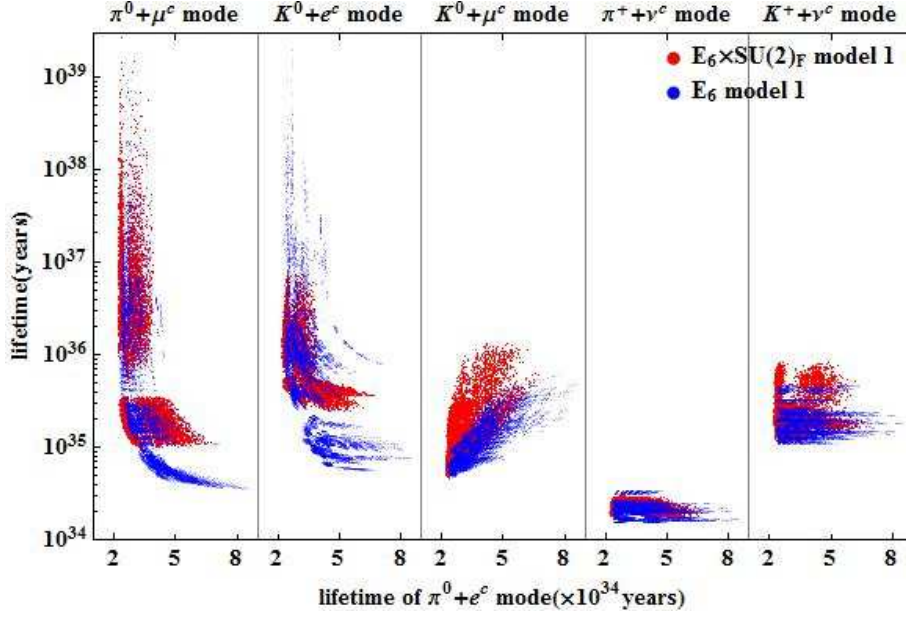 π⁰+μᶜ mode K⁰+eᶜ mode K⁰+μᶜ mode π⁺+νᶜ mode K⁺+νᶜ mode
E₆×SU(2)F model 1
E₆ model 1
10³⁹
10³⁸
10³⁷
10³⁶
10³⁵
10³⁴
lifetime(years)
2 5 8 2 5 8 2 5 8 2 5 8 2 5 8
lifetime of π⁰+eᶜ mode(×10³⁴ years)